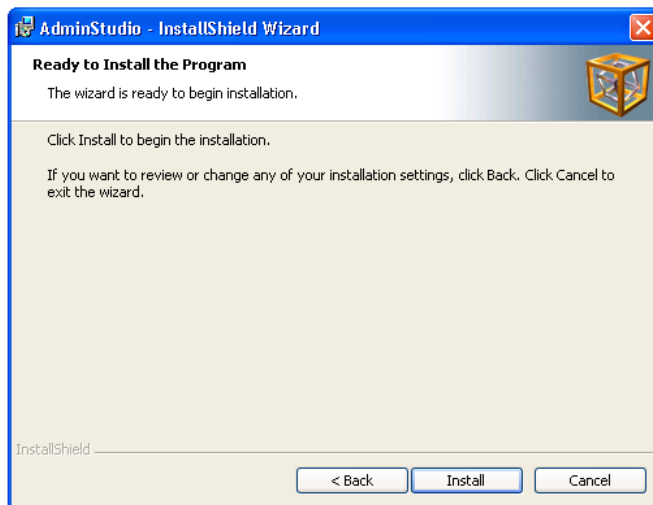 AdminStudio - InstallShield Wizard
Ready to Install the Program
The wizard is ready to begin installation.
Click Install to begin the installation.
If you want to review or change any of your installation settings, click Back. Click Cancel to
exit the wizard.
InstallShield
< Back Install Cancel